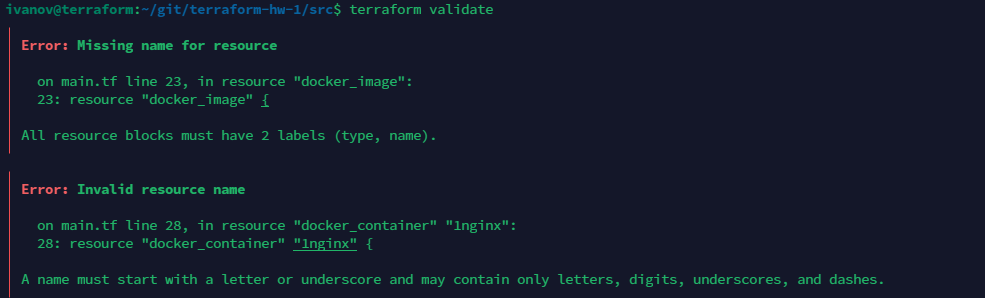 ivanov@terraform:~/git/terraform-hw-1/src$ terraform validate
Error: Missing name for resource
on main.tf line 23, in resource "docker_image":
23: resource "docker_image" {
All resource blocks must have 2 labels (type, name).
Error: Invalid resource name
on main.tf line 28, in resource "docker_container" "1nginx":
28: resource "docker_container" "1nginx" {
A name must start with a letter or underscore and may contain only letters, digits, underscores, and dashes.